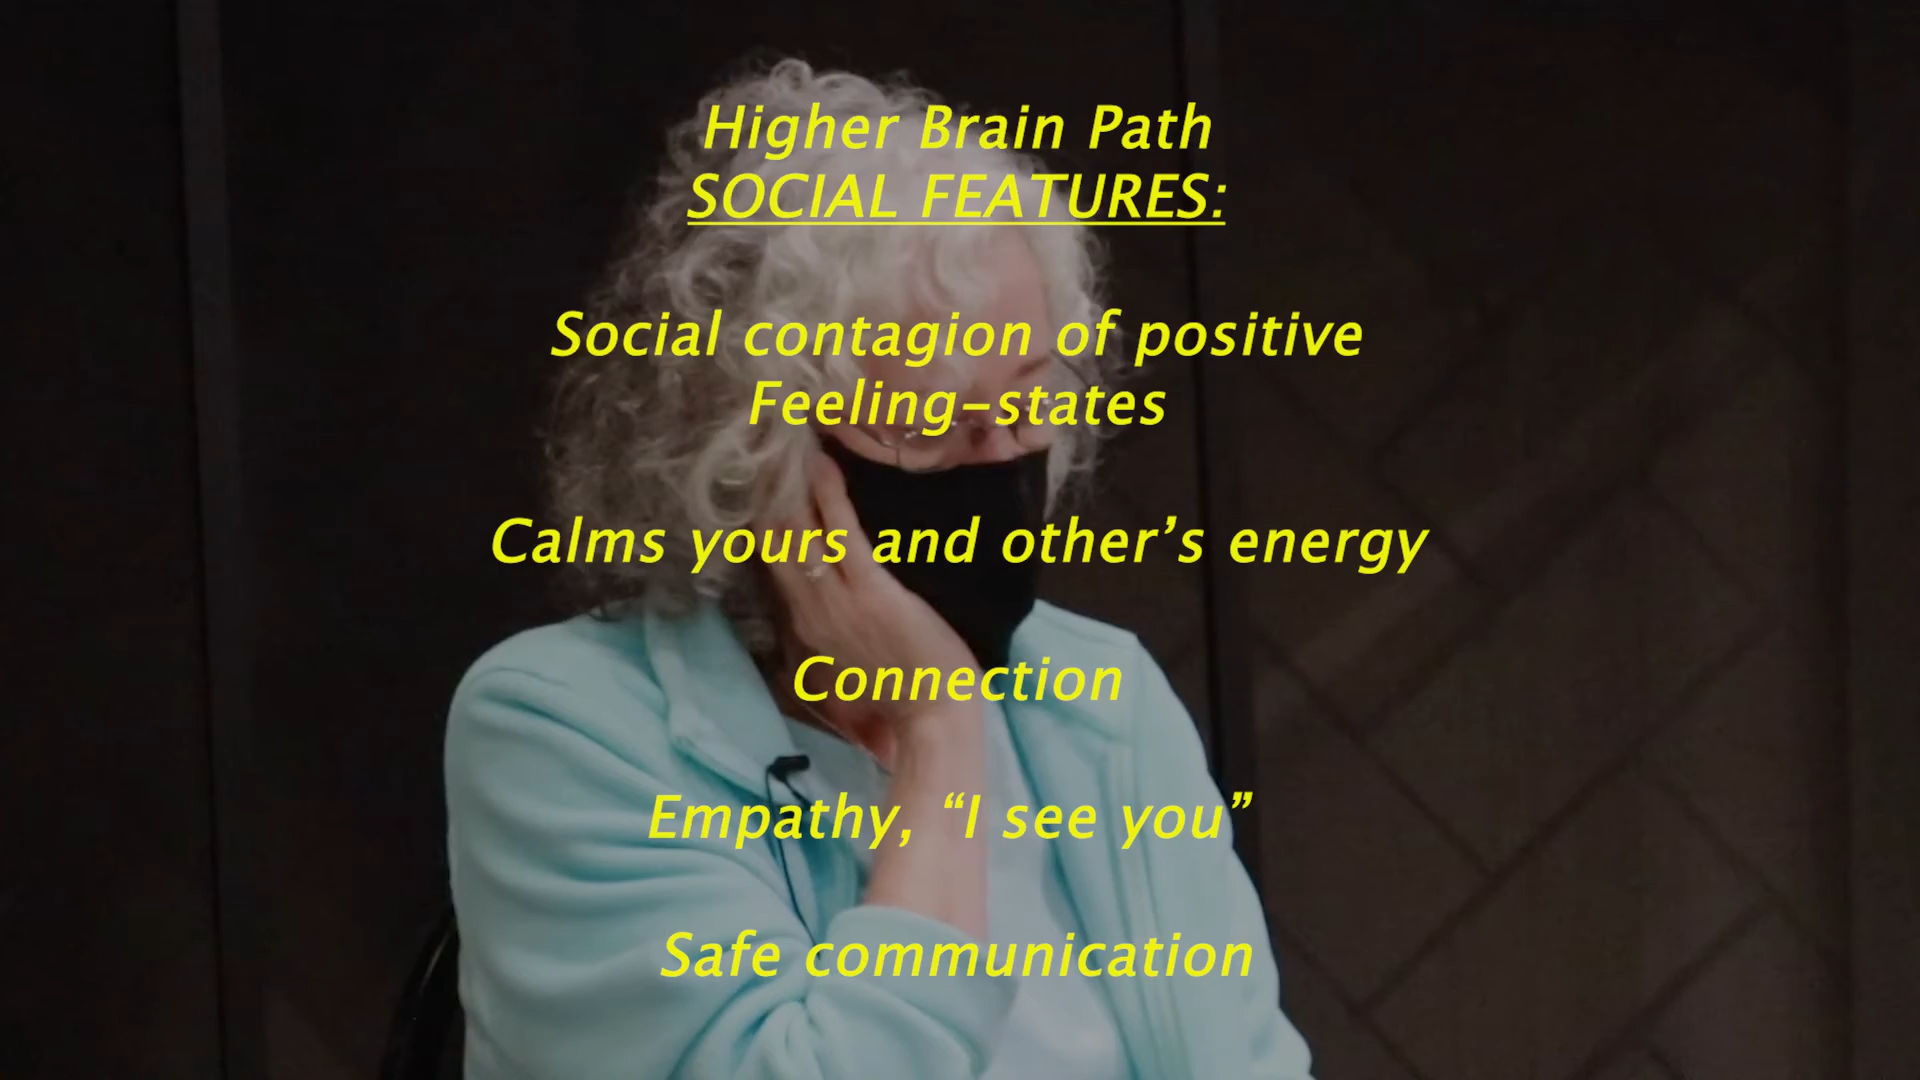 Higher Brain Path
SOCIAL FEATURES:
Social contagion of positive
Feeling-states
Calms yours and other’s energy
Connection
Empathy, “I see you”
Safe communication